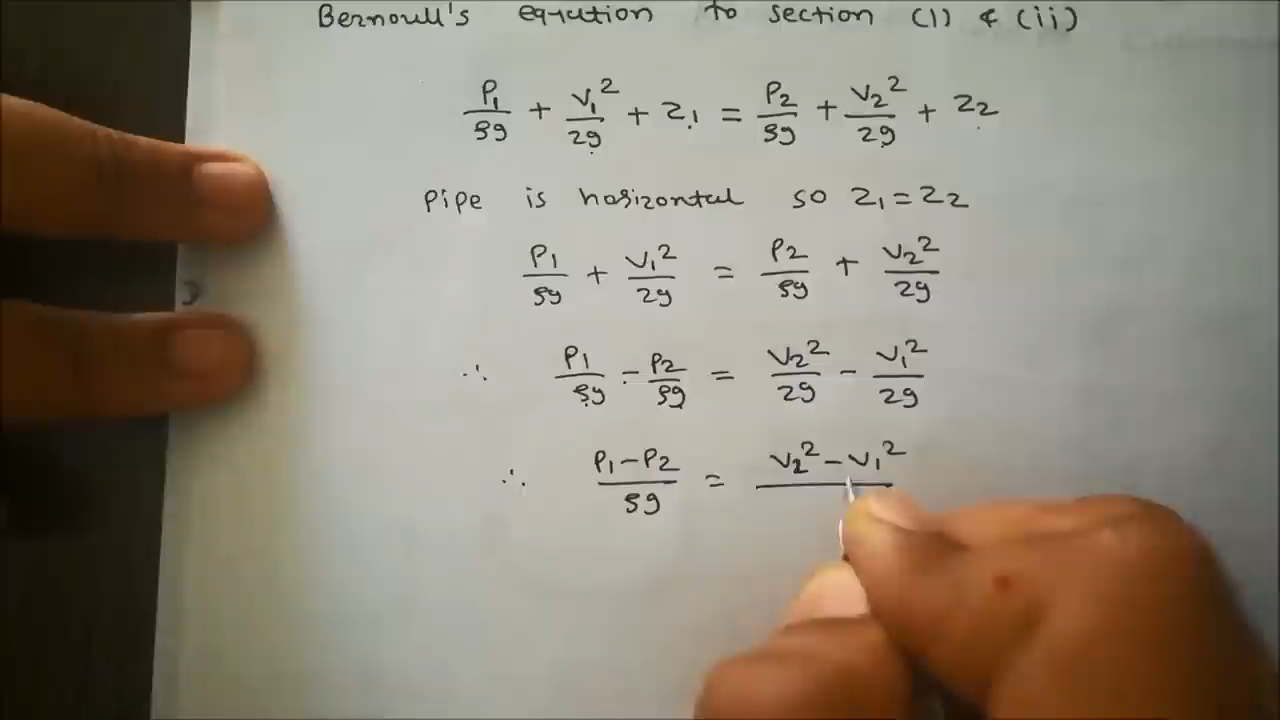 Bernoull's equation to section (1) & (ii)
P₁/ρg + V₁²/2g + Z₁ = P₂/ρg + V₂²/2g + Z₂
Pipe is horizontal so Z₁ = Z₂
P₁/ρg + V₁²/2g = P₂/ρg + V₂²/2g
∴ P₁/ρg - P₂/ρg = V₂²/2g - V₁²/2g
∴ P₁-P₂/ρg = V₂²-V₁²